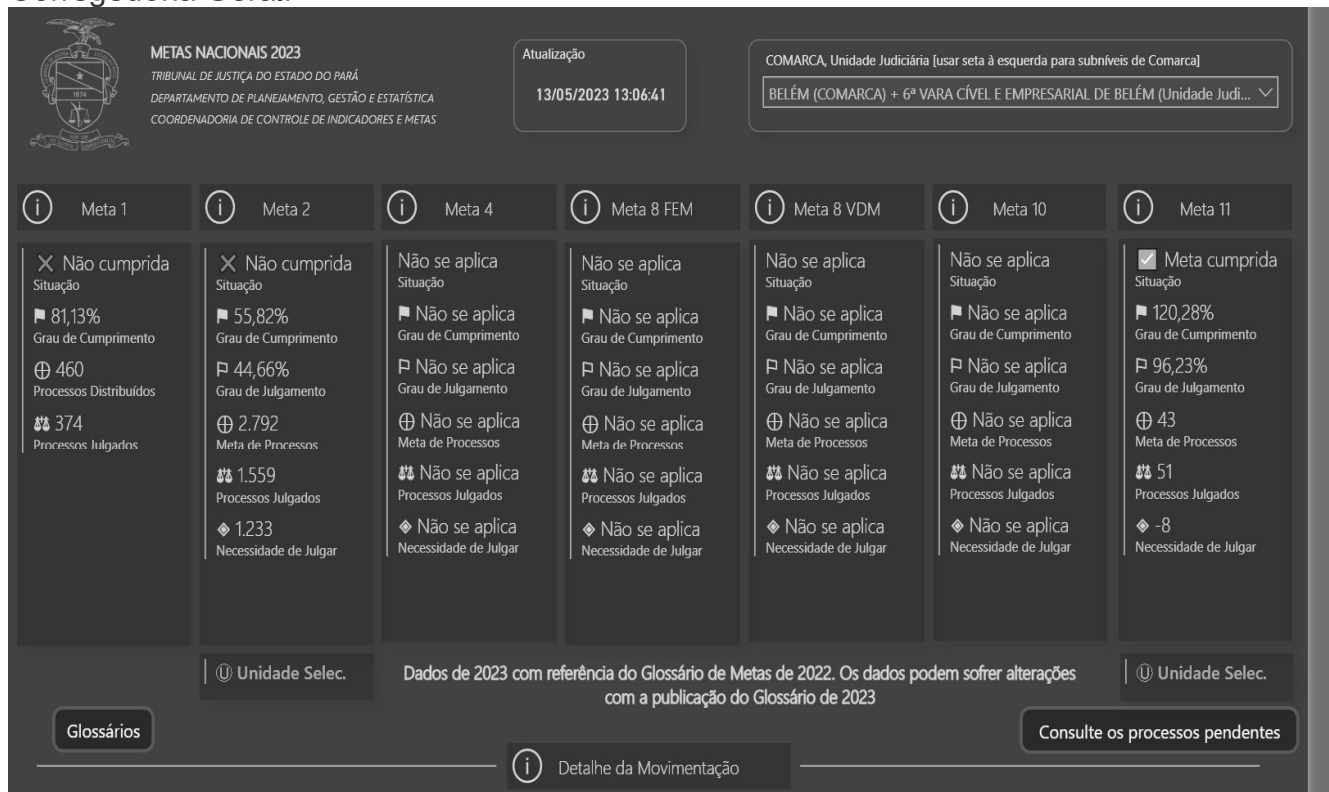 Corregedoria Geral.
METAS NACIONAIS 2023
TRIBUNAL DE JUSTIÇA DO ESTADO DO PARÁ
DEPARTAMENTO DE PLANEJAMENTO, GESTÃO E ESTATÍSTICA
COORDENADORIA DE CONTROLE DE INDICADORES E METAS
1874
Atualização
13/05/2023 13:06:41
COMARCA, Unidade Judiciária [usar seta à esquerda para subníveis de Comarca]
BELÉM (COMARCA) + 6ª VARA CÍVEL E EMPRESARIAL DE BELÉM (Unidade Judi...
Meta 1
Não cumprida
Situação
81,13%
Grau de Cumprimento
460
Processos Distribuídos
374
Processos Julgados
Meta 2
Não cumprida
Situação
55,82%
Grau de Cumprimento
44,66%
Grau de Julgamento
2.792
Meta de Processos
1.559
Processos Julgados
1.233
Necessidade de Julgar
Unidade Selec.
Meta 4
Não se aplica
Situação
Não se aplica
Grau de Cumprimento
Não se aplica
Grau de Julgamento
Não se aplica
Meta de Processos
Não se aplica
Processos Julgados
Não se aplica
Necessidade de Julgar
Meta 8 FEM
Não se aplica
Situação
Não se aplica
Grau de Cumprimento
Não se aplica
Grau de Julgamento
Não se aplica
Meta de Processos
Não se aplica
Processos Julgados
Não se aplica
Necessidade de Julgar
Meta 8 VDM
Não se aplica
Situação
Não se aplica
Grau de Cumprimento
Não se aplica
Grau de Julgamento
Não se aplica
Meta de Processos
Não se aplica
Processos Julgados
Não se aplica
Necessidade de Julgar
Meta 10
Não se aplica
Situação
Não se aplica
Grau de Cumprimento
Não se aplica
Grau de Julgamento
Não se aplica
Meta de Processos
Não se aplica
Processos Julgados
Não se aplica
Necessidade de Julgar
Meta 11
Meta cumprida
Situação
120,28%
Grau de Cumprimento
96,23%
Grau de Julgamento
43
Meta de Processos
51
Processos Julgados
-8
Necessidade de Julgar
Unidade Selec.
Dados de 2023 com referência do Glossário de Metas de 2022. Os dados podem sofrer alterações
com a publicação do Glossário de 2023
Glossários
Consulte os processos pendentes
Detalhe da Movimentação